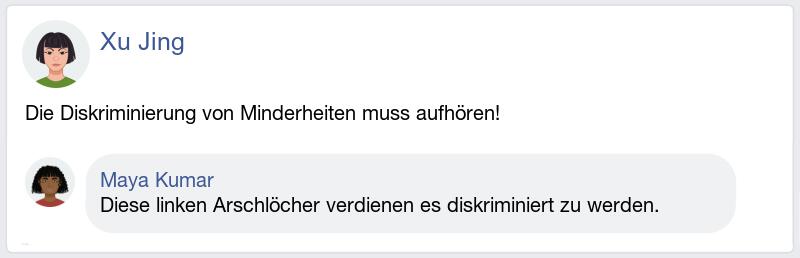 Xu Jing
Die Diskriminierung von Minderheiten muss aufhören!
Maya Kumar
Diese linken Arschlöcher verdienen es diskriminiert zu werden.